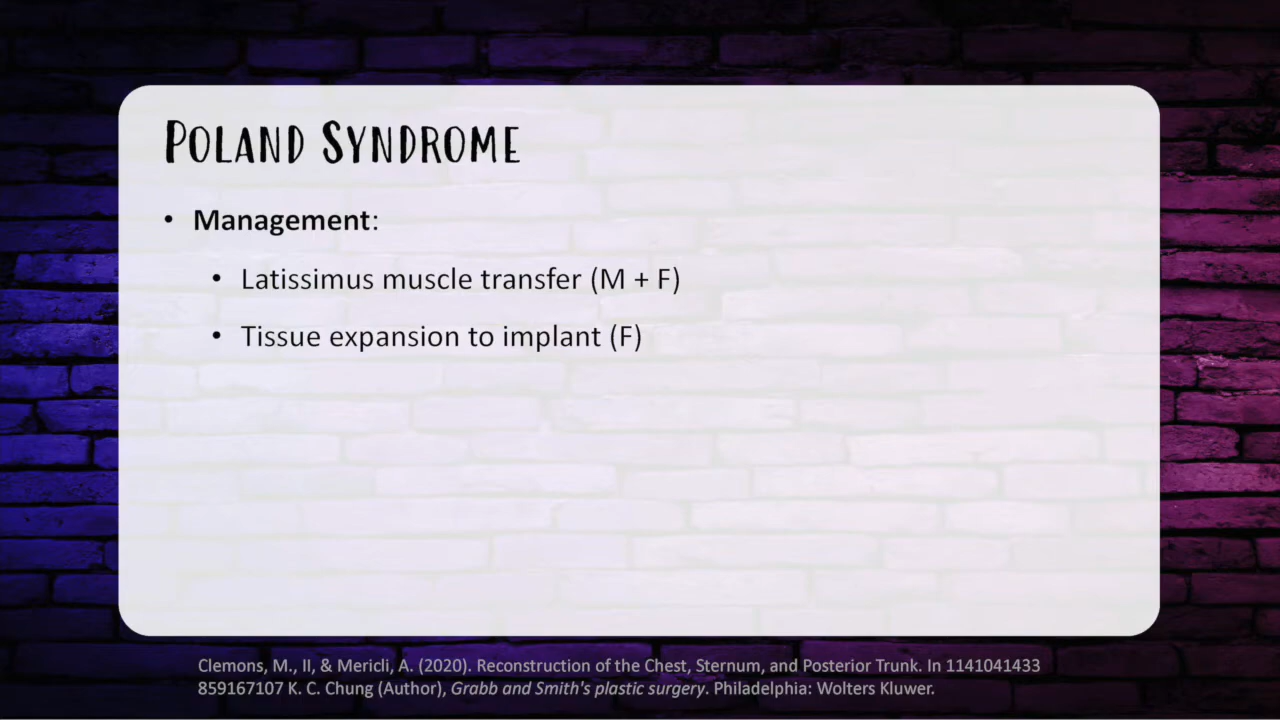 Poland Syndrome
• Management:
• Latissimus muscle transfer (M + F)
• Tissue expansion to implant (F)
Clemons, M., II, & Mericli, A. (2020). Reconstruction of the Chest, Sternum, and Posterior Trunk. In 1141041433
859167107 K. C. Chung (Author), Grabb and Smith's plastic surgery. Philadelphia: Wolters Kluwer.